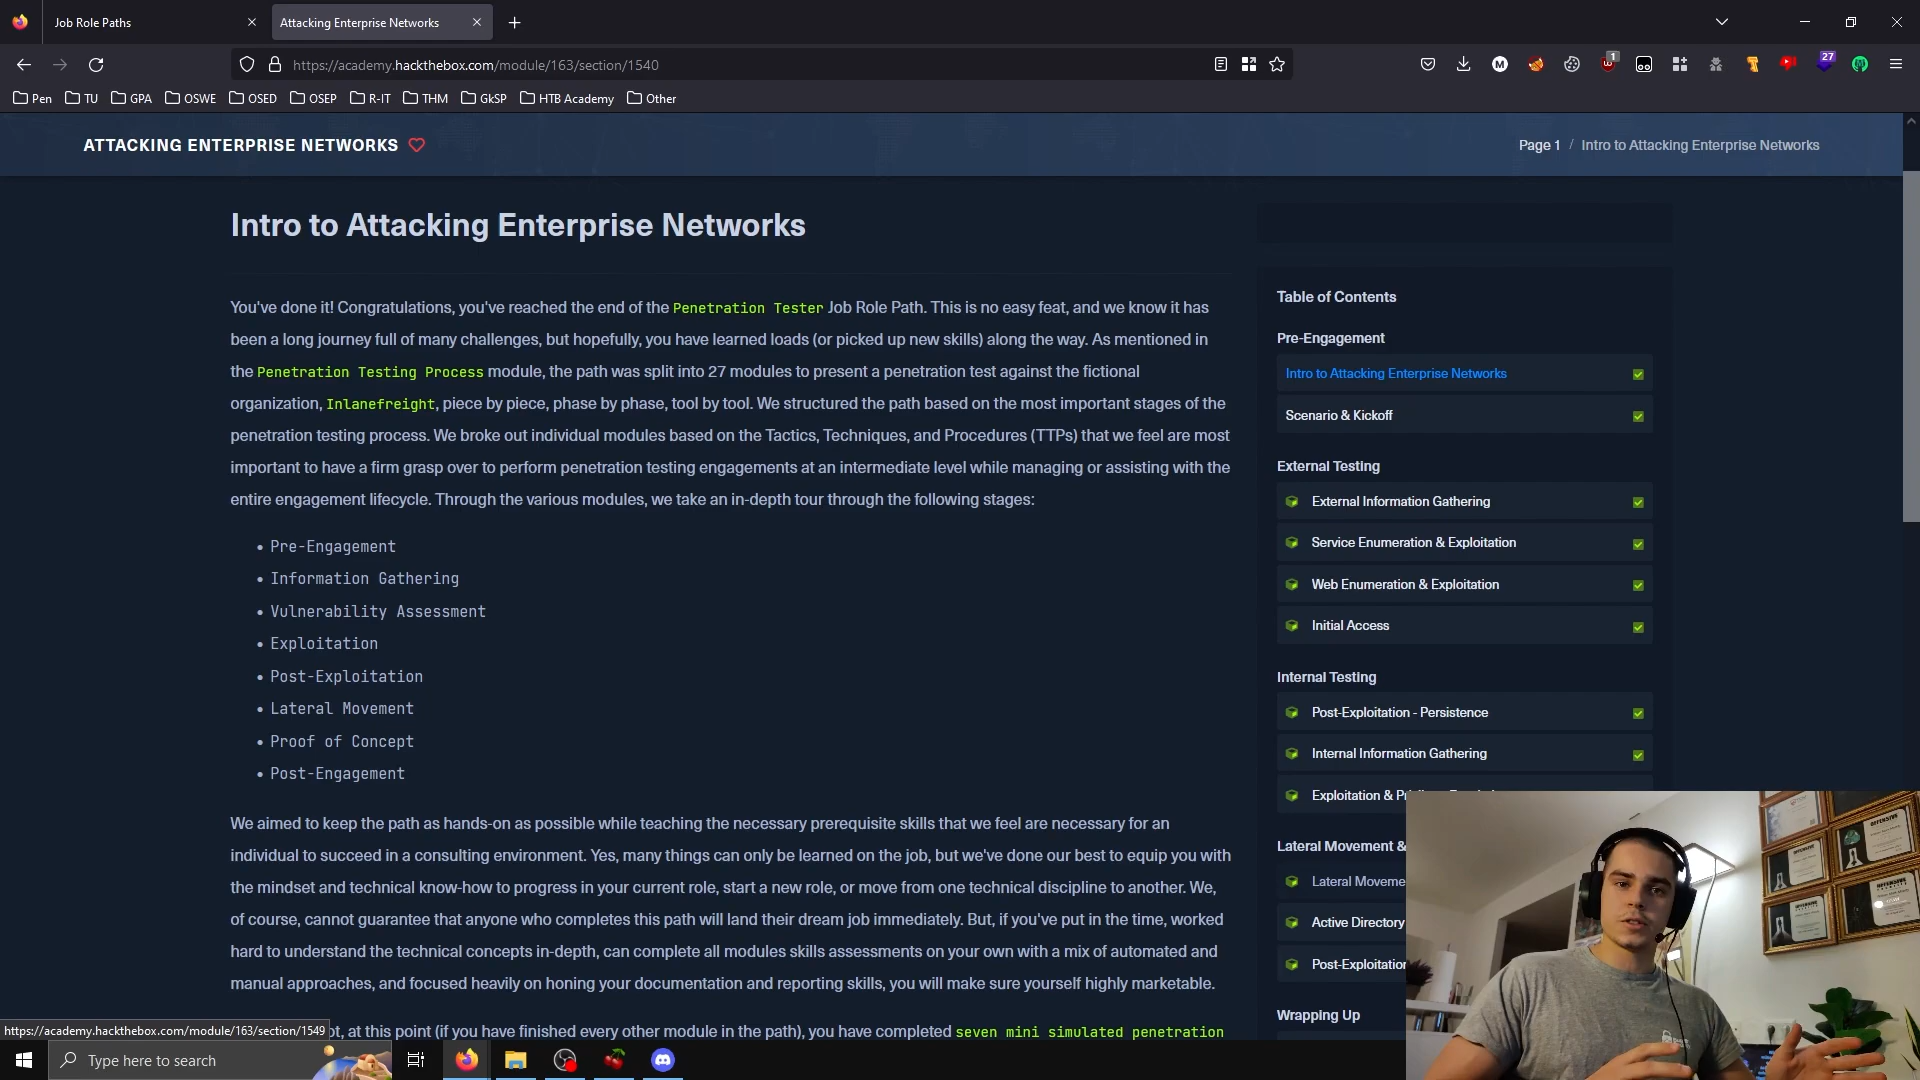 Job Role Paths
Attacking Enterprise Networks
https://academy.hackthebox.com/module/163/section/1540
1
27
Pen
TU
GPA
OSWE
OSED
OSEP
R-IT
THM
GkSP
HTB Academy
Other
ATTACKING ENTERPRISE NETWORKS
Page 1 / Intro to Attacking Enterprise Networks
Intro to Attacking Enterprise Networks
You've done it! Congratulations, you've reached the end of the Penetration Tester Job Role Path. This is no easy feat, and we know it has
been a long journey full of many challenges, but hopefully, you have learned loads (or picked up new skills) along the way. As mentioned in
the Penetration Testing Process module, the path was split into 27 modules to present a penetration test against the fictional
organization, Inlanefreight, piece by piece, phase by phase, tool by tool. We structured the path based on the most important stages of the
penetration testing process. We broke out individual modules based on the Tactics, Techniques, and Procedures (TTPs) that we feel are most
important to have a firm grasp over to perform penetration testing engagements at an intermediate level while managing or assisting with the
entire engagement lifecycle. Through the various modules, we take an in-depth tour through the following stages:
• Pre-Engagement
• Information Gathering
• Vulnerability Assessment
• Exploitation
• Post-Exploitation
• Lateral Movement
• Proof of Concept
• Post-Engagement
We aimed to keep the path as hands-on as possible while teaching the necessary prerequisite skills that we feel are necessary for an
individual to succeed in a consulting environment. Yes, many things can only be learned on the job, but we've done our best to equip you with
the mindset and technical know-how to progress in your current role, start a new role, or move from one technical discipline to another. We,
of course, cannot guarantee that anyone who completes this path will land their dream job immediately. But, if you've put in the time, worked
hard to understand the technical concepts in-depth, can complete all modules skills assessments on your own with a mix of automated and
manual approaches, and focused heavily on honing your documentation and reporting skills, you will make sure yourself highly marketable.
at this point (if you have finished every other module in the path), you have completed seven mini simulated penetration
Table of Contents
Pre-Engagement
Intro to Attacking Enterprise Networks
Scenario & Kickoff
External Testing
External Information Gathering
Service Enumeration & Exploitation
Web Enumeration & Exploitation
Initial Access
Internal Testing
Post-Exploitation - Persistence
Internal Information Gathering
Exploitation &
Lateral Movement &
Lateral Moveme
Active Directory
Post-Exploitation
Wrapping Up
OFFENSIVE
https://academy.hackthebox.com/module/163/section/1549
Type here to search